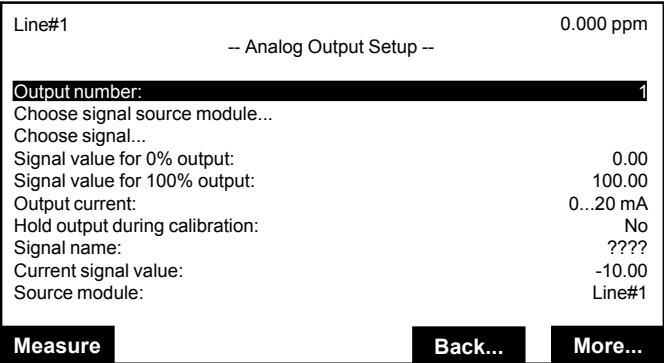 Line#1 0.000 ppm
-- Analog Output Setup --
Output number: 1
Choose signal source module...
Choose signal...
Signal value for 0% output: 0.00
Signal value for 100% output: 100.00
Output current: 0...20 mA
Hold output during calibration: No
Signal name: ????
Current signal value: -10.00
Source module: Line#1
Measure Back... More...